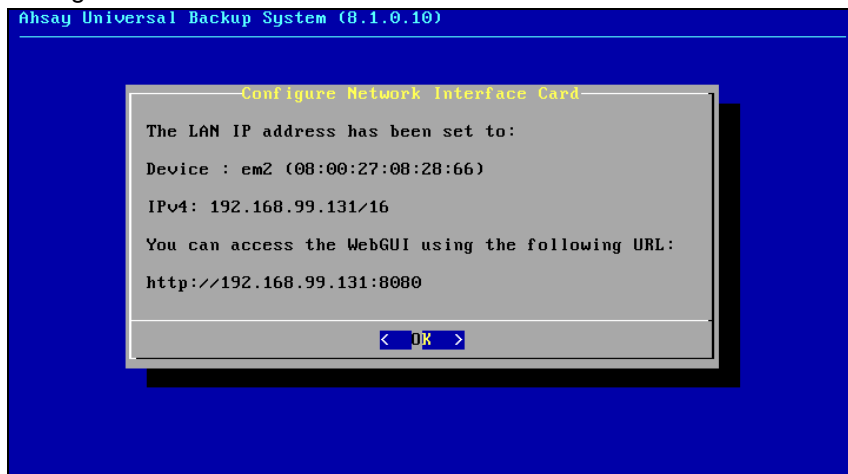 Ahsay Universal Backup System (8.1.0.10)
Configure Network Interface Card
The LAN IP address has been set to:
Device : em2 (08:00:27:08:28:66)
IPv4: 192.168.99.131/16
You can access the WebGUI using the following URL:
http://192.168.99.131:8080
< OK >